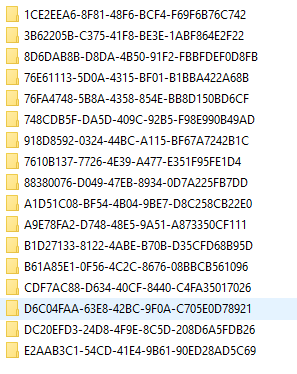 1CE2EEA6-8F81-48F6-BCF4-F69F6B76C742
3B62205B-C375-41F8-BE3E-1ABF864E2F22
8D6DAB8B-D8DA-4B50-91F2-FBBFDEF0D8FB
76E61113-5D0A-4315-BF01-B1BBA422A68B
76FA4748-5B8A-4358-854E-BB8D150BD6CF
748CDB5F-DA5D-409C-92B5-F98E990B49AD
918D8592-0324-44BC-A115-BF67A7242B1C
7610B137-7726-4E39-A477-E351F95FE1D4
88380076-D049-47EB-8934-0D7A225FB7DD
A1D51C08-BF54-4B04-9BE7-D8C258CB22E0
A9E78FA2-D748-48E5-9A51-A873350CF111
B1D27133-8122-4ABE-B70B-D35CFD68B95D
B61A85E1-0F56-4C2C-8676-08BBCB561096
CDF7AC88-D634-40CF-8440-C4FA35017026
D6C04FAA-63E8-42BC-9F0A-C705E0D78921
DC20EFD3-24D8-4F9E-8C5D-208D6A5FDB26
E2AAB3C1-54CD-41E4-9B61-90ED28AD5C69